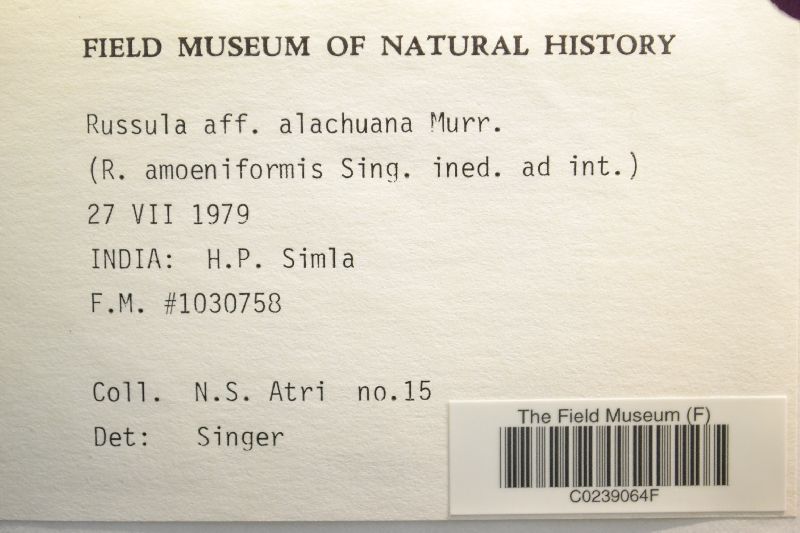 FIELD MUSEUM OF NATURAL HISTORY
Russula aff. alachuana Murr.
(R. amoeniformis Sing. ined. ad int.)
27 VII 1979
INDIA: H.P. Simla
F.M. #1030758
Coll. N.S. Atri no.15
Det: Singer
The Field Museum (F)
C0239064F